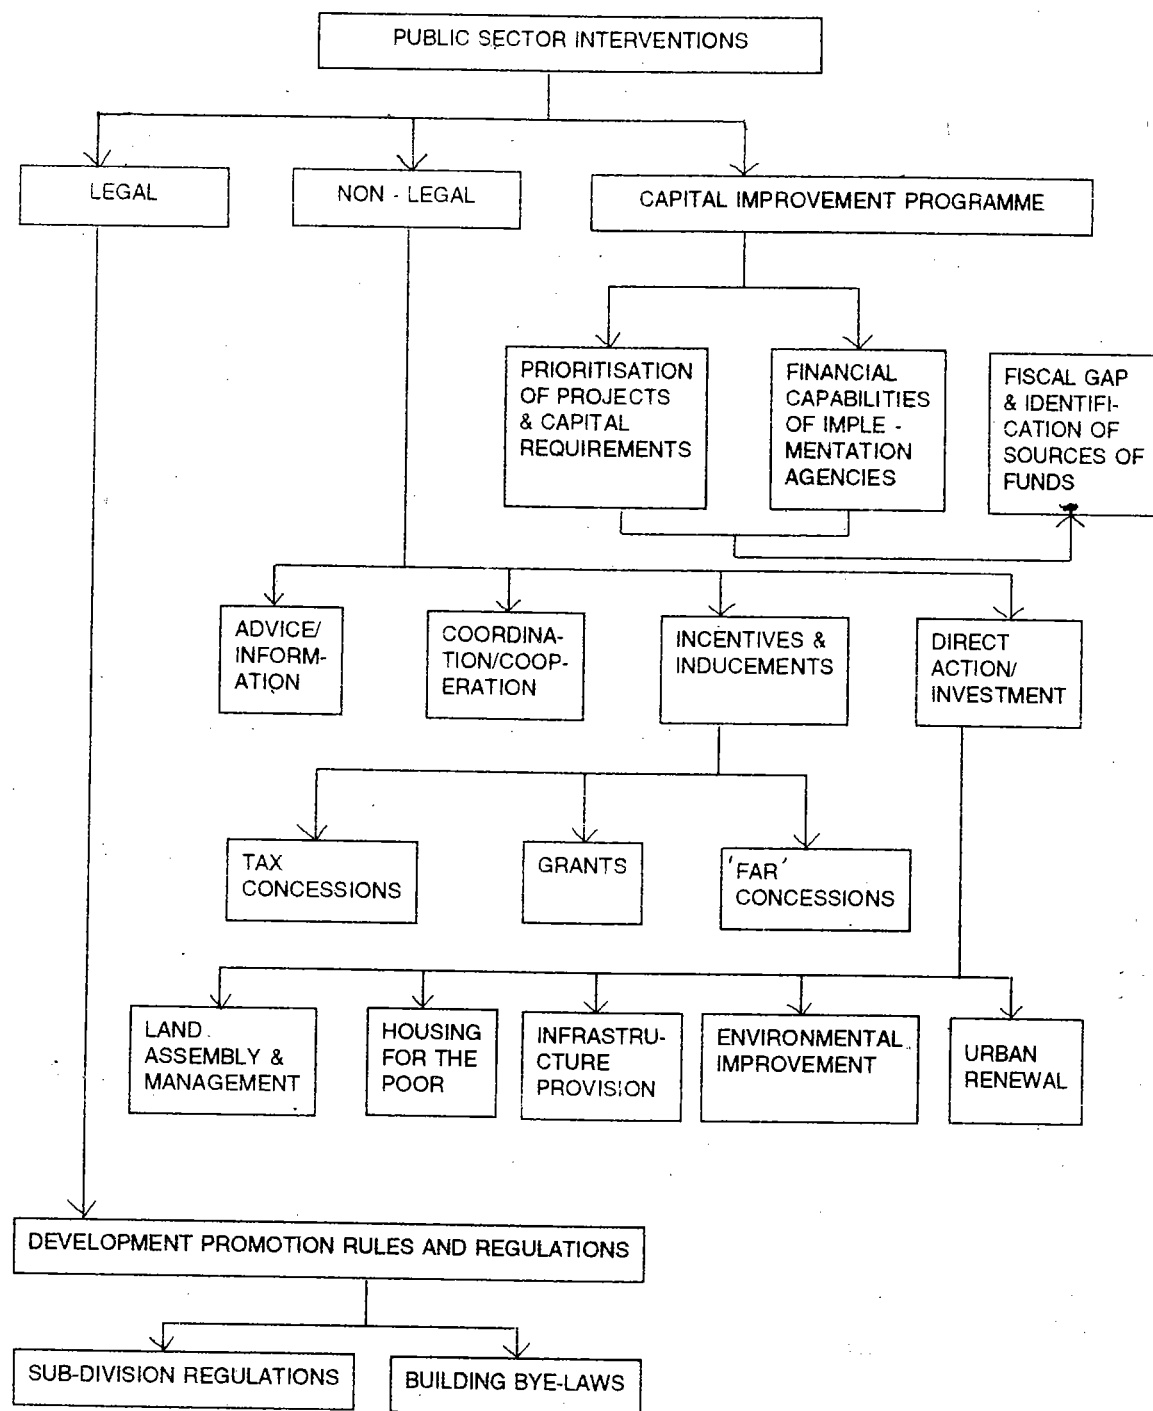 PUBLIC SECTOR INTERVENTIONS
LEGAL
NON - LEGAL
CAPITAL IMPROVEMENT PROGRAMME
PRIORITISATION
OF PROJECTS
& CAPITAL
REQUIREMENTS
FINANCIAL
CAPABILITIES
OF IMPLE -
MENTATION
AGENCIES
FISCAL GAP
& IDENTIFI-
CATION OF
SOURCES OF
FUNDS
ADVICE/
INFORM-
ATION
COORDINA-
TION/COOP-
ERATION
INCENTIVES &
INDUCEMENTS
DIRECT
ACTION/
INVESTMENT
TAX
CONCESSIONS
GRANTS
'FAR'
CONCESSIONS
LAND
ASSEMBLY &
MANAGEMENT
HOUSING
FOR THE
POOR
INFRASTRU-
CTURE
PROVISION
ENVIRONMENTAL
IMPROVEMENT
URBAN
RENEWAL
DEVELOPMENT PROMOTION RULES AND REGULATIONS
SUB-DIVISION REGULATIONS
BUILDING BYE-LAWS